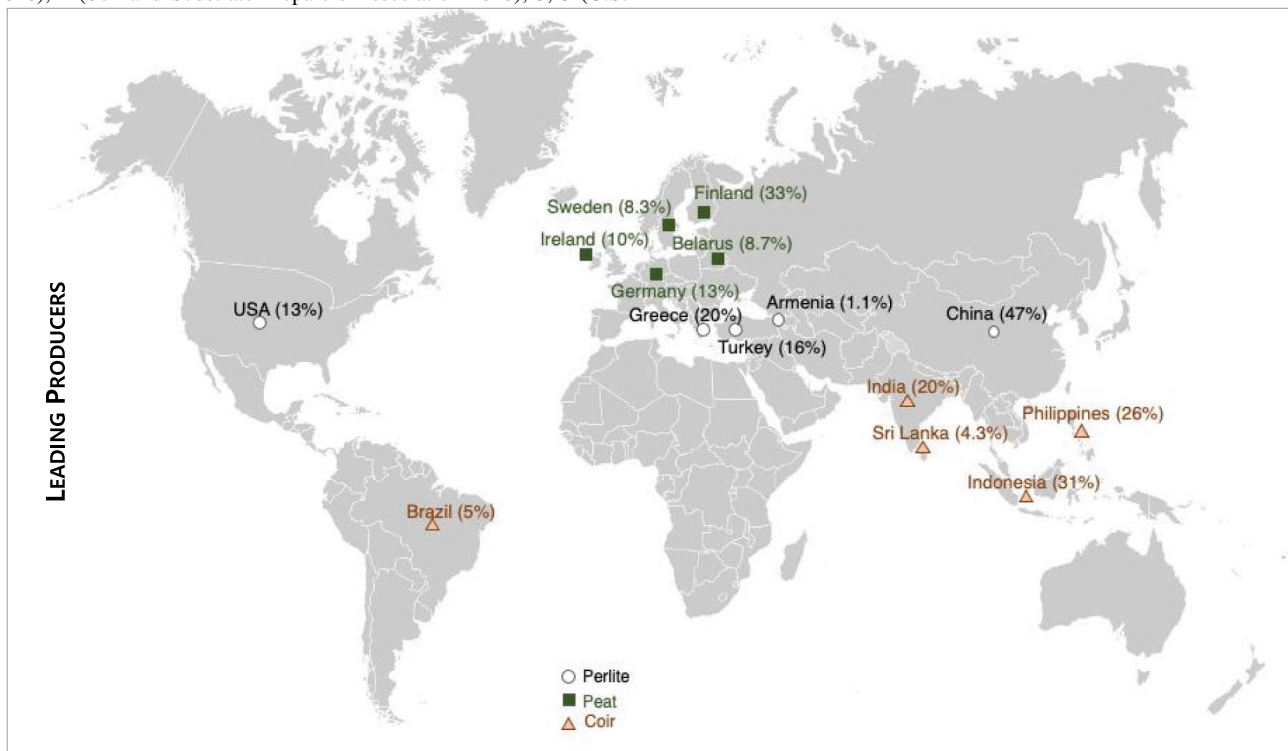 LEADING PRODUCERS
Finland (33%)
Sweden (8.3%)
Ireland (10%)
Belarus (8.7%)
Germany (13%)
Armenia (1.1%)
USA (13%)
Greece (20%)
China (47%)
Turkey (16%)
India (20%)
Philippines (26%)
Sri Lanka (4.3%)
Indonesia (31%)
Brazil (5%)
Perlite
Peat
Coir